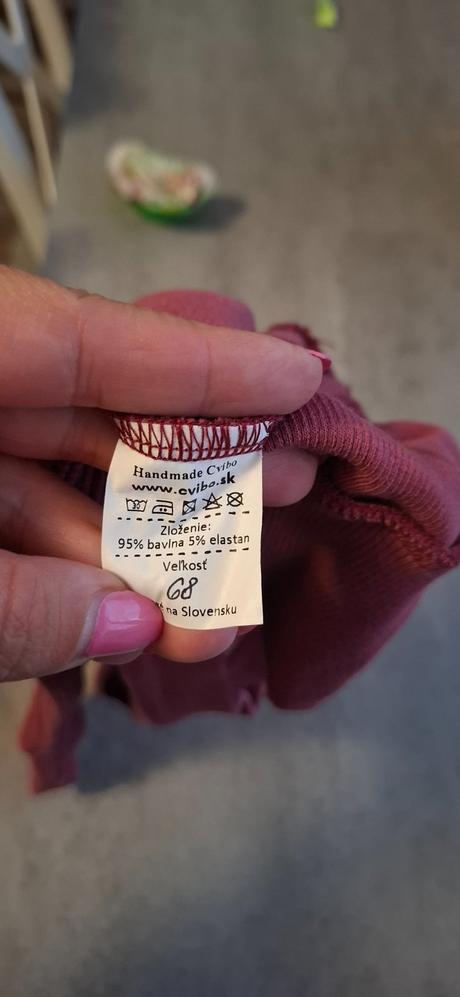 Handmade Cvibo
www.cvibo.sk
Zloženie:
95% bavlna 5% elastan
Veľkosť
68
na Slovensku